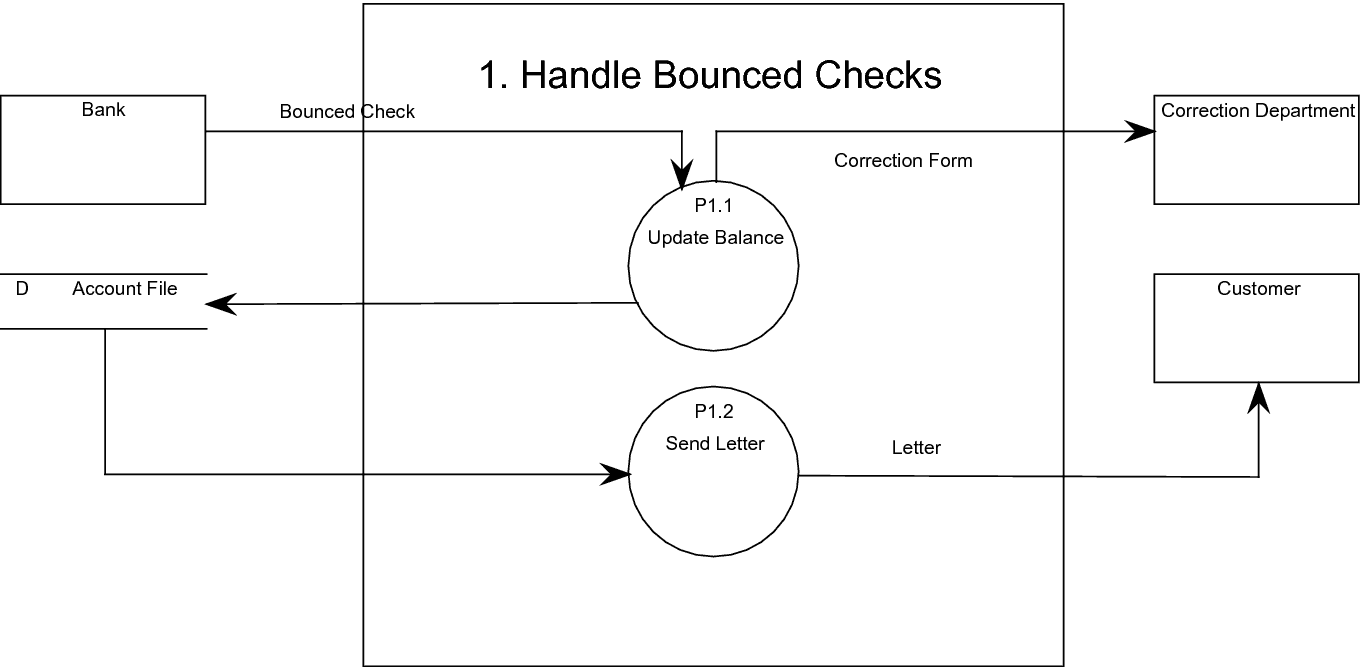 1. Handle Bounced Checks
Bank
Bounced Check
Correction Department
Correction Form
P1.1
Update Balance
D Account File
Customer
P1.2
Send Letter
Letter